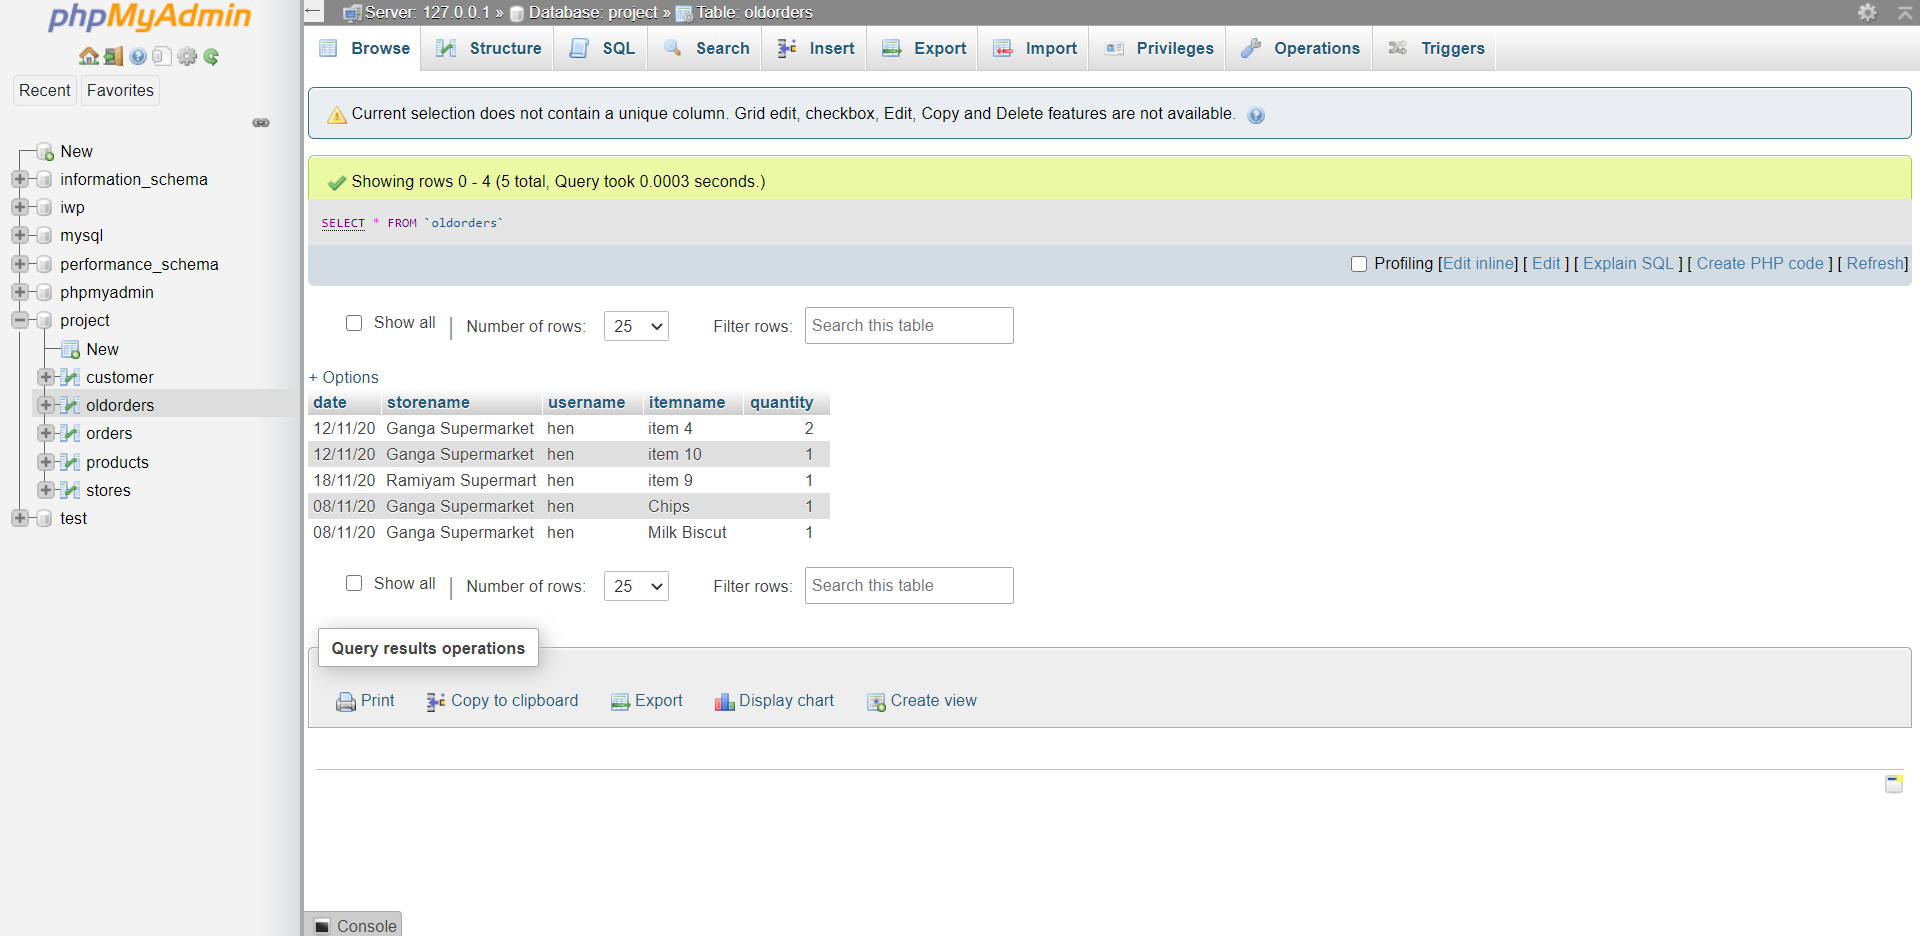 phpMyAdmin
Recent Favorites
New
information_schema
iwp
mysql
performance_schema
phpmyadmin
project
New
customer
oldorders
orders
products
stores
test
Server: 127.0.0.1 » Database: project » Table: oldorders
Browse Structure SQL Search Insert Export Import Privileges Operations Triggers
Current selection does not contain a unique column. Grid edit, checkbox, Edit, Copy and Delete features are not available.
Showing rows 0 - 4 (5 total, Query took 0.0003 seconds.)
SELECT * FROM `oldorders`
Profiling [Edit inline] [ Edit ] [ Explain SQL ] [ Create PHP code ] [ Refresh]
Show all | Number of rows: 25 Filter rows: Search this table
+ Options
date storename username itemname quantity
12/11/20 Ganga Supermarket hen item 4 2
12/11/20 Ganga Supermarket hen item 10 1
18/11/20 Ramiyam Supermart hen item 9 1
08/11/20 Ganga Supermarket hen Chips 1
08/11/20 Ganga Supermarket hen Milk Biscut 1
Show all | Number of rows: 25 Filter rows: Search this table
Query results operations
Print Copy to clipboard Export Display chart Create view
Console